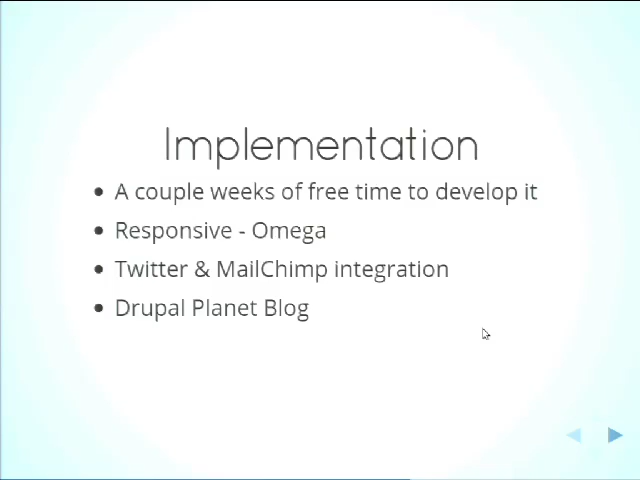 Implementation
• A couple weeks of free time to develop it
• Responsive - Omega
• Twitter & MailChimp integration
• Drupal Planet Blog